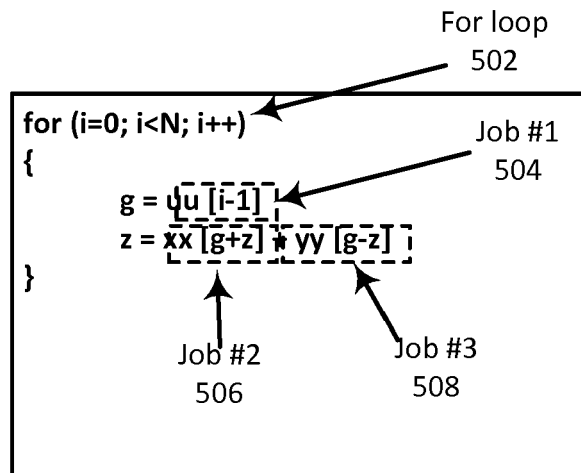 For loop
502
for (i=0; i<N; i++)
{
Job #1
504
g = uu [i-1]
z = xx [g+z] * yy [g-z]
}
Job #2
506
Job #3
508